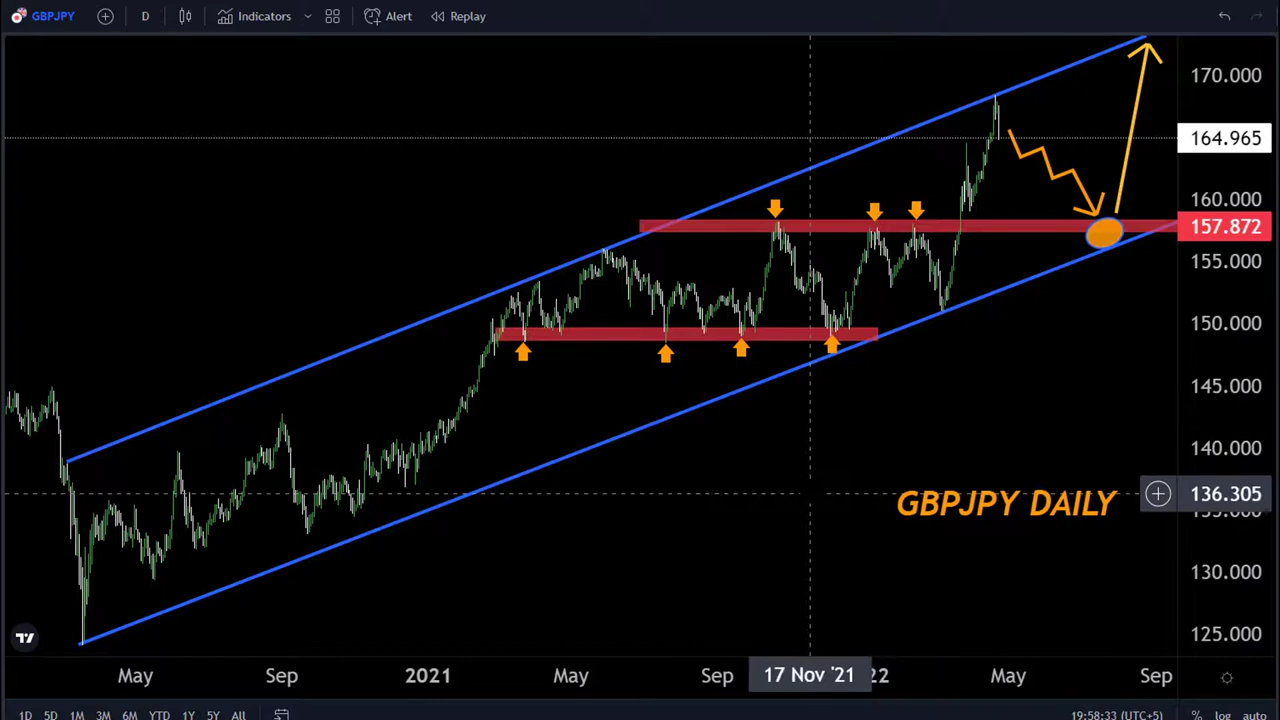 GBPJPY D Indicators Alert Replay
170.000
164.965
160.000
157.872
155.000
150.000
145.000
140.000
GBPJPY DAILY
136.305
130.000
125.000
May Sep 2021 May Sep 17 Nov '21 22 May Sep
1D 5D 1M 3M 6M YTD 1Y 5Y All 19:58:33 (UTC+5) % log auto